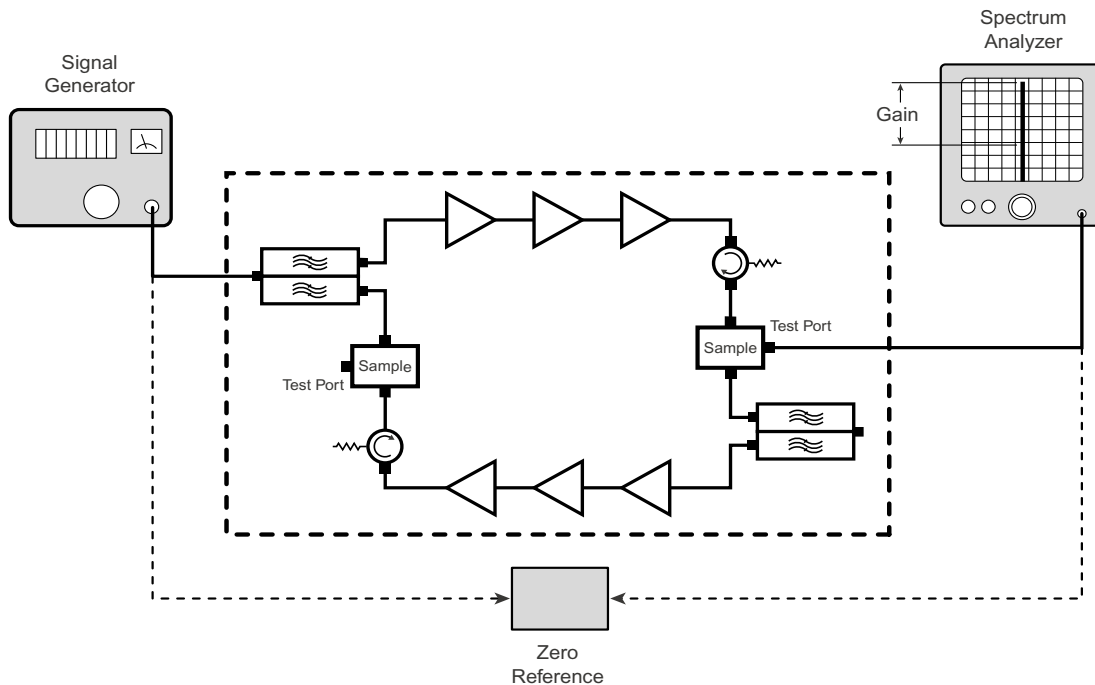 Spectrum
Analyzer
Signal
Generator
Gain
Test Port
Sample
Sample
Test Port
Zero
Reference